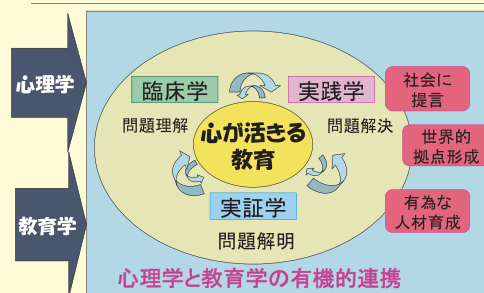 心理学
教育学
臨床学
実践学
問題理解
問題解決
心が活きる
教育
実証学
問題解明
社会に
提言
世界的
拠点形成
有為な
人材育成
心理学と教育学の有機的連携